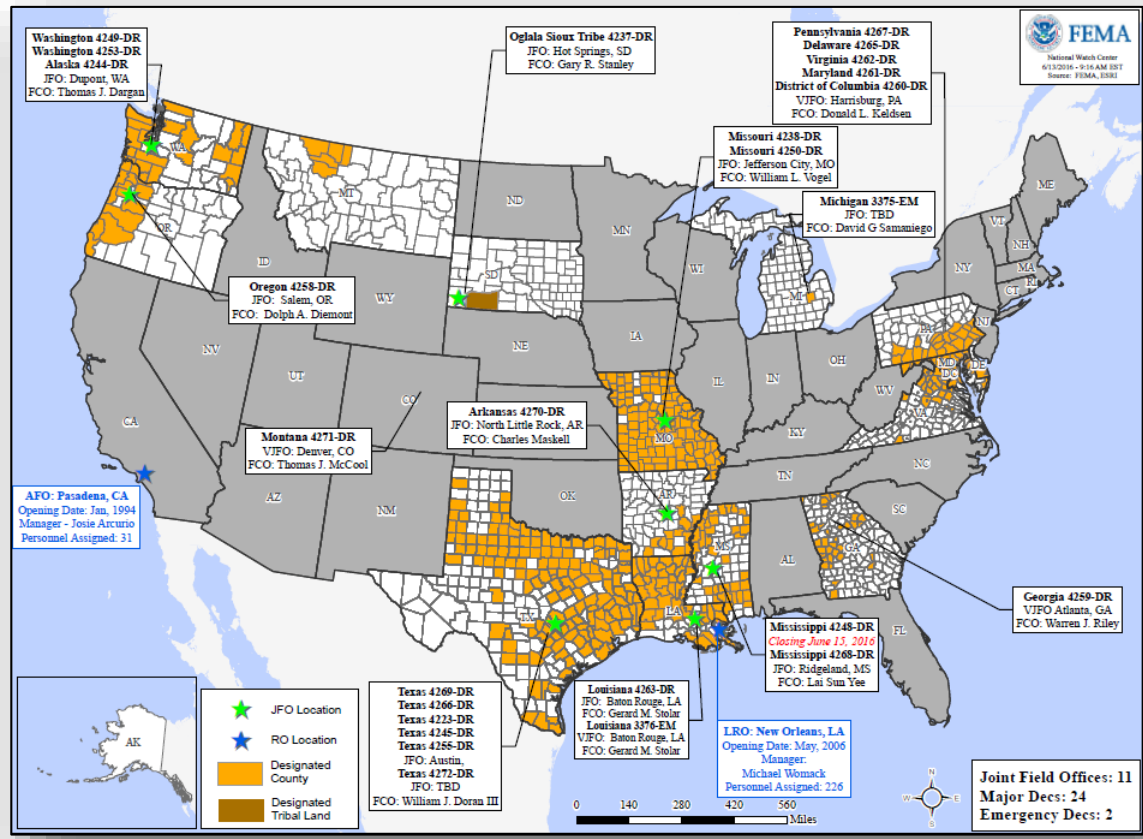 Washington 4249-DR
Washington 4253-DR
Alaska 4244-DR
JFO: Dupont, WA
FCO: Thomas J. Dargan
Oglala Sioux Tribe 4237-DR
JFO: Hot Springs, SD
FCO: Gary R. Stanley
Pennsylvania 4267-DR
Delaware 4265-DR
Virginia 4262-DR
Maryland 4261-DR
District of Columbia 4260-DR
VJFO: Harrisburg, PA
FCO: Donald L. Keldsen
FEMA
National Watch Center
6/13/2016 - 9:16 AM EST
Source: FEMA, ESRI
Missouri 4238-DR
Missouri 4250-DR
JFO: Jefferson City, MO
FCO: William L. Vogel
Michigan 3375-EM
JFO: TBD
FCO: David G Samaniego
WA
MT
ND
MN
ME
VT
NH
OR
ID
SD
WI
MI
NY
MA
RI
CT
Oregon 4258-DR
JFO: Salem, OR
FCO: Dolph A. Diemont
WY
IA
PA
NJ
NE
NV
UT
IL
IN
OH
MD
DE
DC
WV
VA
CA
CO
Arkansas 4270-DR
JFO: North Little Rock, AR
FCO: Charles Maskell
MO
KY
Montana 4271-DR
VJFO: Denver, CO
FCO: Thomas J. McCool
AFO: Pasadena, CA
Opening Date: Jan, 1994
Manager - Josie Arcurio
Personnel Assigned: 31
AZ
NM
OK
AR
TN
NC
SC
MS
AL
GA
Georgia 4259-DR
VJFO Atlanta, GA
FCO: Warren J. Riley
TX
LA
FL
Mississippi 4248-DR
Closing June 15, 2016
Mississippi 4268-DR
JFO: Ridgeland, MS
FCO: Lai Sun Yee
Texas 4269-DR
Texas 4266-DR
Texas 4223-DR
Texas 4245-DR
Texas 4255-DR
JFO: Austin,
Texas 4272-DR
JFO: TBD
FCO: William J. Doran III
Louisiana 4263-DR
JFO: Baton Rouge, LA
FCO: Gerard M. Stolar
Louisiana 3376-EM
VJFO: Baton Rouge, LA
FCO: Gerard M. Stolar
LRO: New Orleans, LA
Opening Date: May, 2006
Manager:
Michael Womack
Personnel Assigned: 226
AK
JFO Location
RO Location
Designated
County
Designated
Tribal Land
0 140 280 420 560
Miles
N
W E
S
Joint Field Offices: 11
Major Decs: 24
Emergency Decs: 2